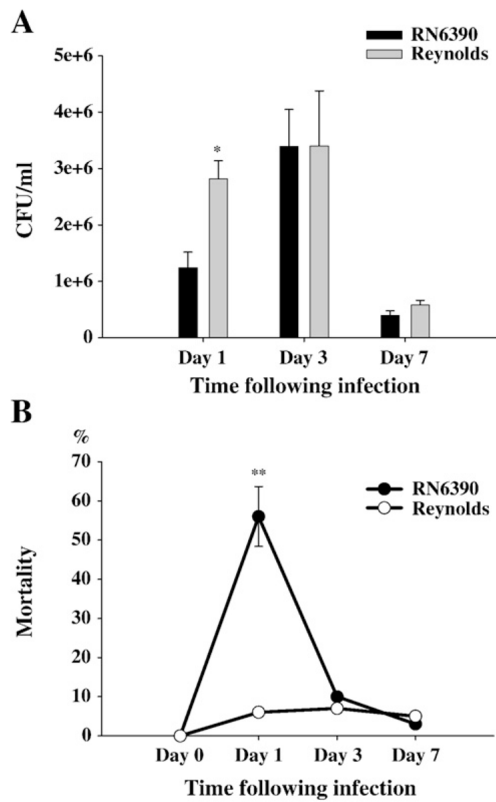 A
RN6390
Reynolds
5e+6
4e+6
3e+6
2e+6
1e+6
0
CFU/ml
*
Day 1 Day 3 Day 7
Time following infection
B
%
70
60
50
40
30
20
10
0
Mortality
**
RN6390
Reynolds
Day 0 Day 1 Day 3 Day 7
Time following infection